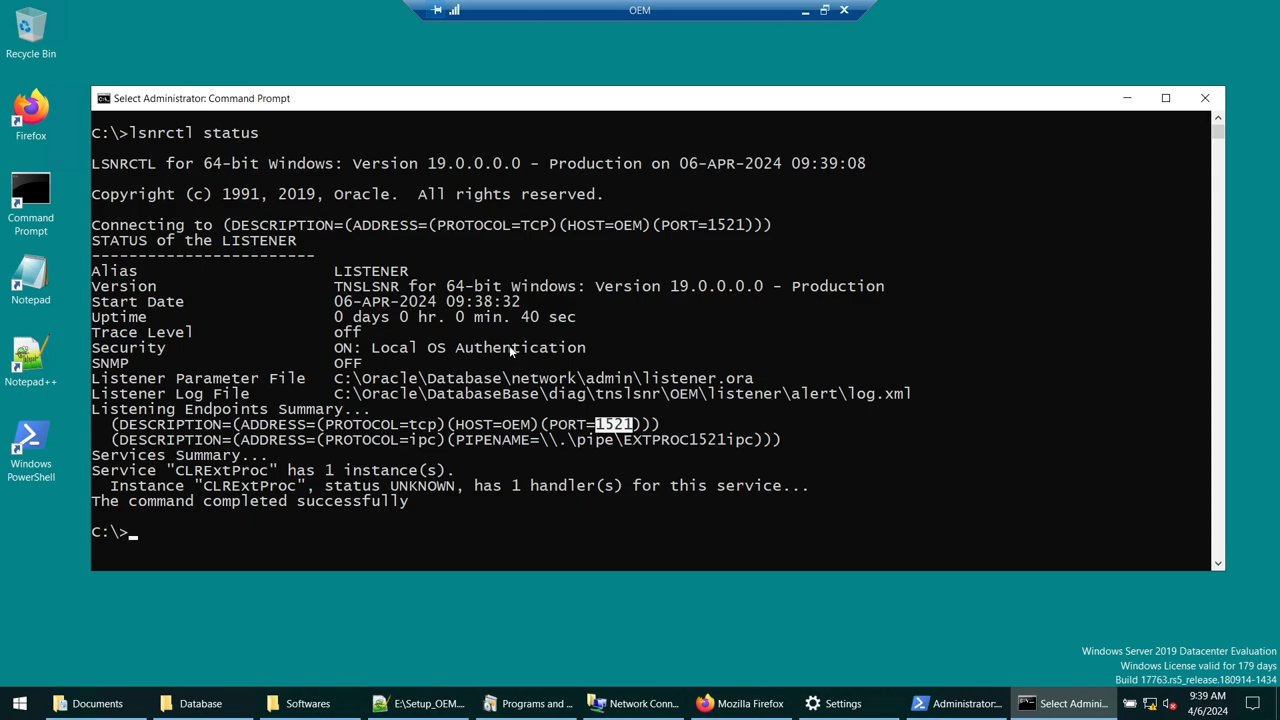 OEM
Recycle Bin
Firefox
Command
Prompt
Notepad
Notepad++
Windows
PowerShell
Select Administrator: Command Prompt
C:\>lsnrctl status
LSNRCTL for 64-bit Windows: Version 19.0.0.0.0 - Production on 06-APR-2024 09:39:08
Copyright (c) 1991, 2019, Oracle.  All rights reserved.
Connecting to (DESCRIPTION=(ADDRESS=(PROTOCOL=TCP)(HOST=OEM)(PORT=1521)))
STATUS of the LISTENER
------------------------
Alias                     LISTENER
Version                   TNSLSNR for 64-bit Windows: Version 19.0.0.0.0 - Production
Start Date                06-APR-2024 09:38:32
Uptime                    0 days 0 hr. 0 min. 40 sec
Trace Level               off
Security                  ON: Local OS Authentication
SNMP                      OFF
Listener Parameter File   C:\Oracle\Database\network\admin\listener.ora
Listener Log File         C:\Oracle\DatabaseBase\diag\tnslsnr\OEM\listener\alert\log.xml
Listening Endpoints Summary...
  (DESCRIPTION=(ADDRESS=(PROTOCOL=tcp)(HOST=OEM)(PORT=1521)))
  (DESCRIPTION=(ADDRESS=(PROTOCOL=ipc)(PIPENAME=\\.\pipe\EXTPROC1521ipc)))
Services Summary...
Service "CLRExtProc" has 1 instance(s).
  Instance "CLRExtProc", status UNKNOWN, has 1 handler(s) for this service...
The command completed successfully
C:\>
Windows Server 2019 Datacenter Evaluation
Windows License valid for 179 days
Build 17763.rs5_release.180914-1434
Documents
Database
Softwares
E:\Setup_OEM....
Programs and ...
Network Conn...
Mozilla Firefox
Settings
Administrator:...
Select Admini...
9:39 AM
4/6/2024